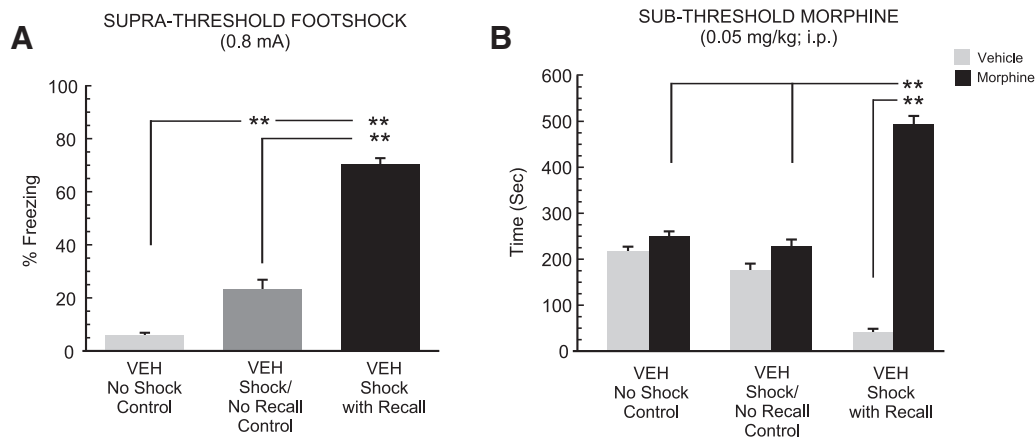 A
SUPRA-THRESHOLD FOOTSHOCK
(0.8 mA)
% Freezing
100
80
60
40
20
0
**
**
**
VEH
No Shock
Control
VEH
Shock/
No Recall
Control
VEH
Shock
with Recall
B
SUB-THRESHOLD MORPHINE
(0.05 mg/kg; i.p.)
Vehicle
Morphine
Time (Sec)
600
500
400
300
200
100
0
**
**
VEH
No Shock
Control
VEH
Shock/
No Recall
Control
VEH
Shock
with Recall